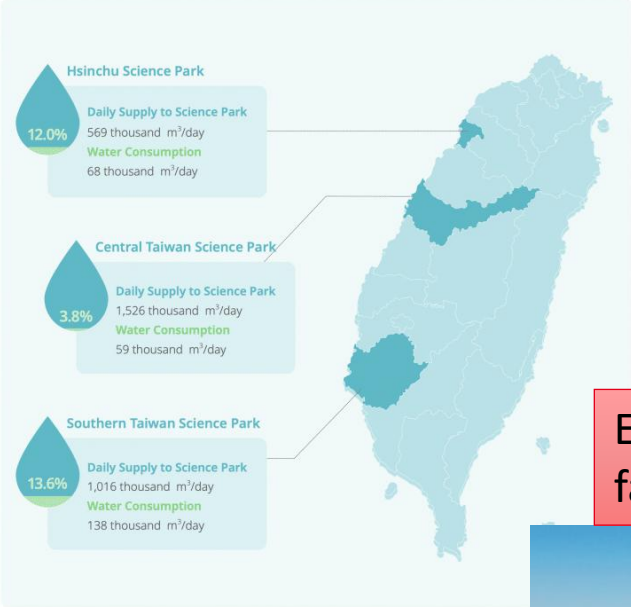 Hsinchu Science Park
12.0%
Daily Supply to Science Park
569 thousand m³/day
Water Consumption
68 thousand m³/day
Central Taiwan Science Park
3.8%
Daily Supply to Science Park
1,526 thousand m³/day
Water Consumption
59 thousand m³/day
Southern Taiwan Science Park
13.6%
Daily Supply to Science Park
1,016 thousand m³/day
Water Consumption
138 thousand m³/day